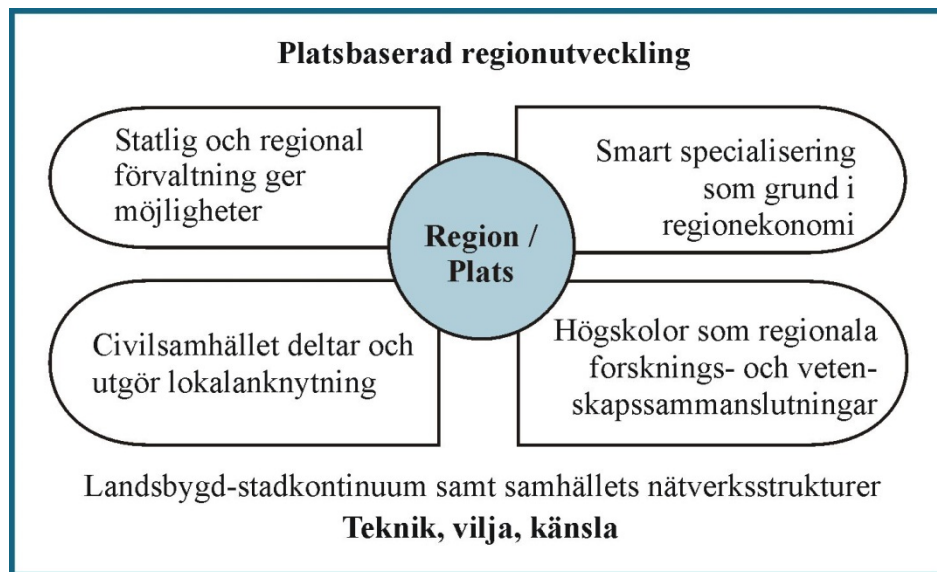 Platsbaserad regionutveckling
Statlig och regional
förvaltning ger
möjligheter
Smart specialisering
som grund i
regionekonomi
Region /
Plats
Civilsamhället deltar och
utgör lokalanknytning
Högskolor som regionala
forsknings- och veten-
skapssammanslutningar
Landsbygd-stadkontinuum samt samhällets nätverksstrukturer
Teknik, vilja, känsla